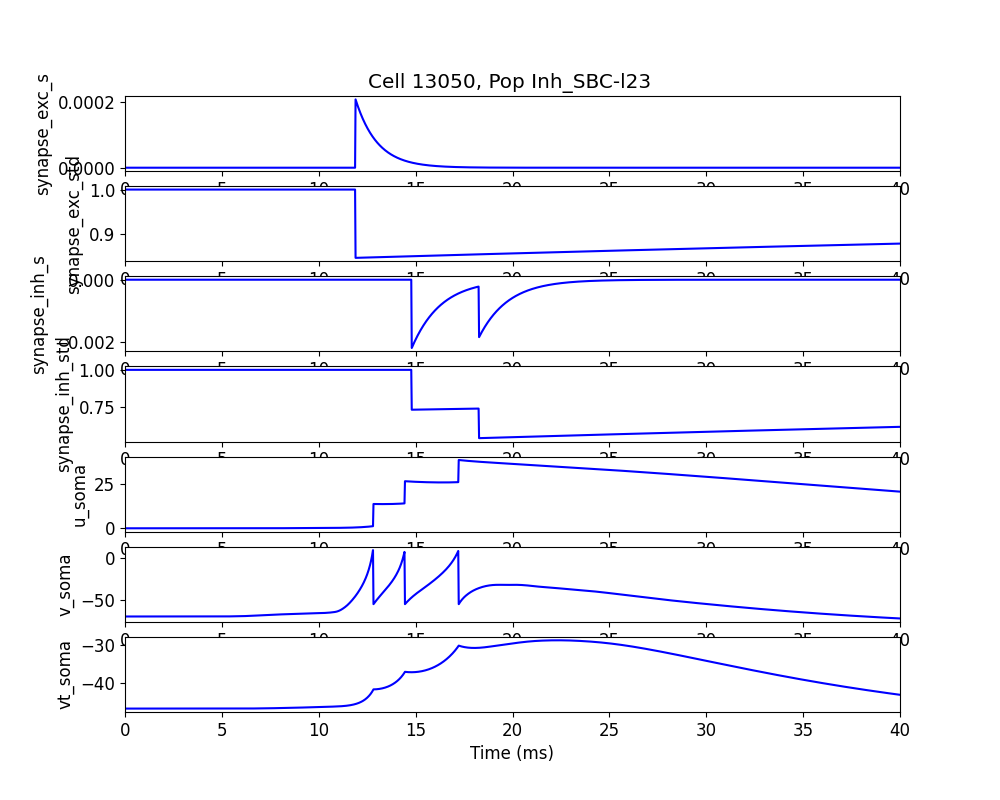 Cell 13050, Pop Inh_SBC-l23
synapse_exc_s
0.0002
0.0000
0 5 10 15 20 25 30 35 40
synapse_exc_std
1.0
0.9
0 5 10 15 20 25 30 35 40
synapse_inh_s
0.000
0.002
0 5 10 15 20 25 30 35 40
synapse_inh_std
1.00
0.75
0 5 10 15 20 25 30 35 40
u_soma
25
0
0 5 10 15 20 25 30 35 40
v_soma
0
−50
0 5 10 15 20 25 30 35 40
vt_soma
−30
−40
0 5 10 15 20 25 30 35 40
Time (ms)